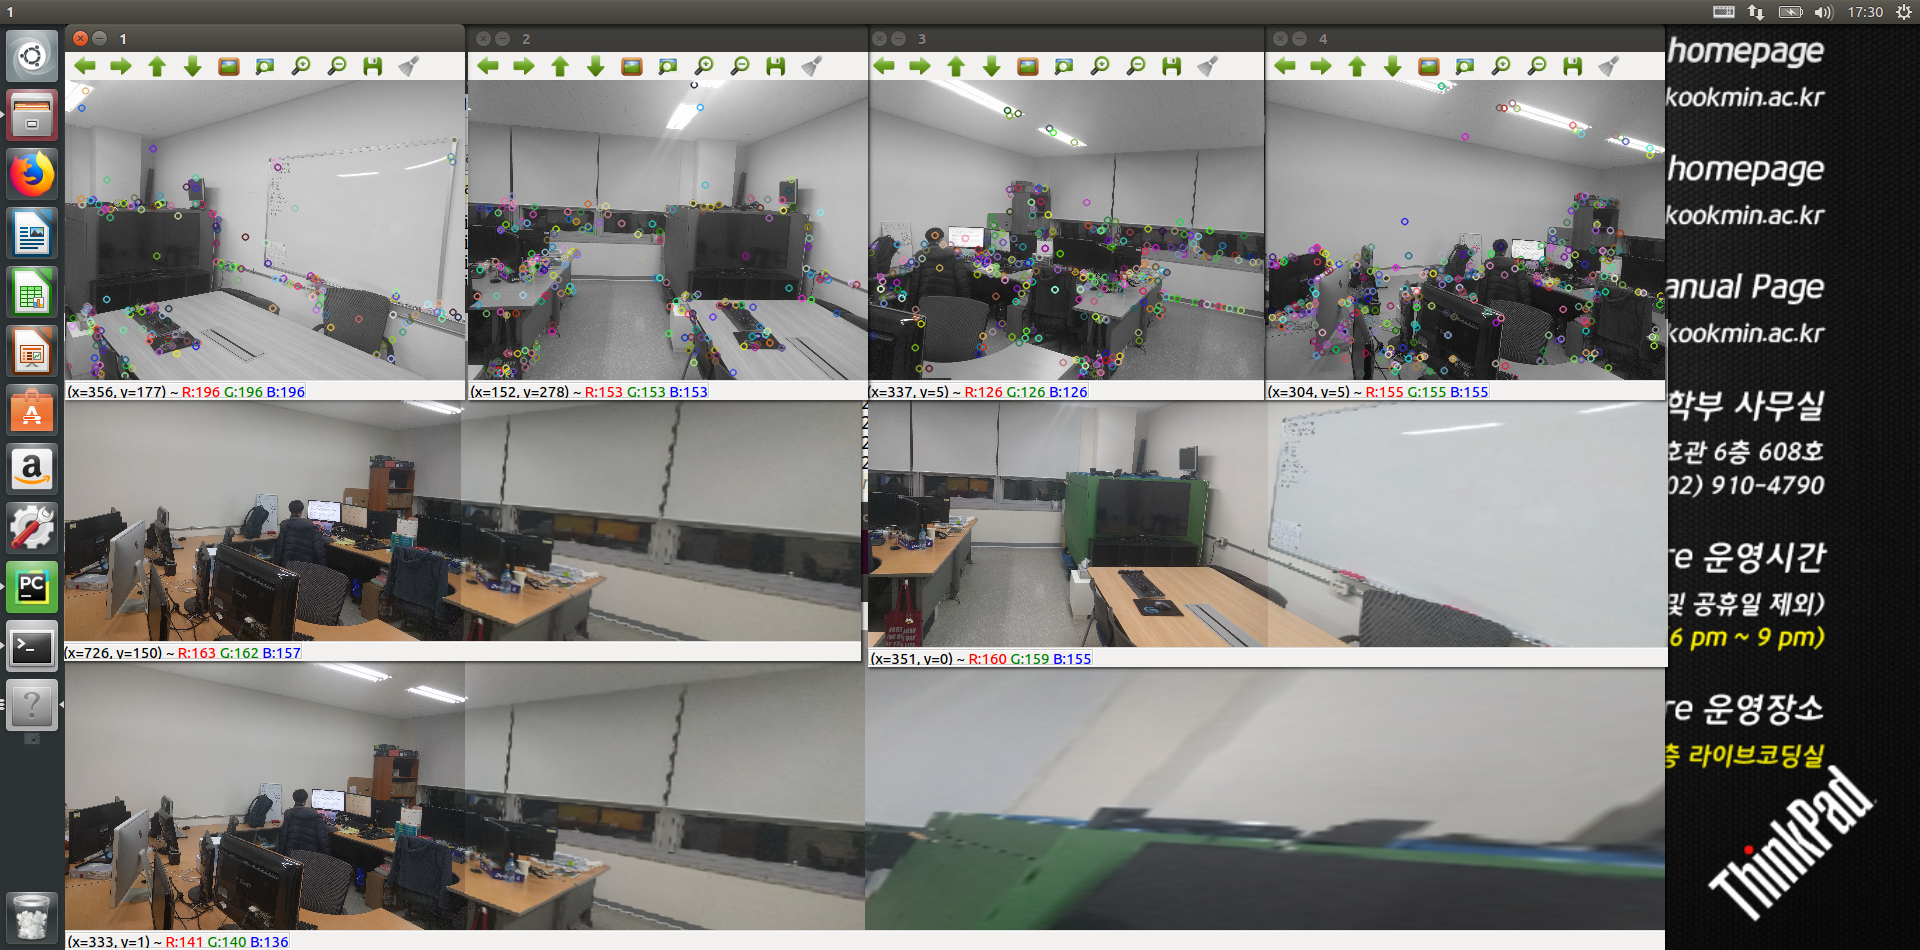 1
17:30
1
2
3
4
(x=356, y=177) ~ R:196 G:196 B:196
(x=152, y=278) ~ R:153 G:153 B:153
(x=337, y=5) ~ R:126 G:126 B:126
(x=304, y=5) ~ R:155 G:155 B:155
(x=726, y=150) ~ R:163 G:162 B:157
(x=351, y=0) ~ R:160 G:159 B:155
(x=333, y=1) ~ R:141 G:140 B:136
homepage
kookmin.ac.kr
homepage
kookmin.ac.kr
anual Page
kookmin.ac.kr
학부 사무실
호관 6층 608호
02) 910-4790
re 운영시간
및 공휴일 제외)
(6 pm ~ 9 pm)
re 운영장소
층 라이브코딩실
ThinkPad
PC